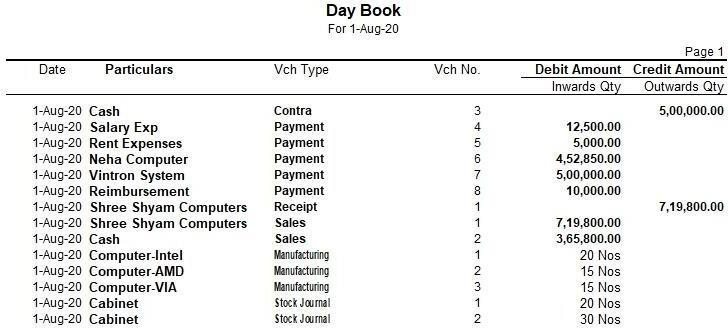 Day Book
For 1-Aug-20
Page 1
Date Particulars Vch Type Vch No. Debit Amount Credit Amount
Inwards Qty Outwards Qty
1-Aug-20 Cash Contra 3 5,00,000.00
1-Aug-20 Salary Exp Payment 4 12,500.00
1-Aug-20 Rent Expenses Payment 5 5,000.00
1-Aug-20 Neha Computer Payment 6 4,52,850.00
1-Aug-20 Vintron System Payment 7 5,00,000.00
1-Aug-20 Reimbursement Payment 8 10,000.00
1-Aug-20 Shree Shyam Computers Receipt 1 7,19,800.00
1-Aug-20 Shree Shyam Computers Sales 1 7,19,800.00
1-Aug-20 Cash Sales 2 3,65,800.00
1-Aug-20 Computer-Intel Manufacturing 1 20 Nos
1-Aug-20 Computer-AMD Manufacturing 2 15 Nos
1-Aug-20 Computer-VIA Manufacturing 3 15 Nos
1-Aug-20 Cabinet Stock Journal 1 20 Nos
1-Aug-20 Cabinet Stock Journal 2 30 Nos